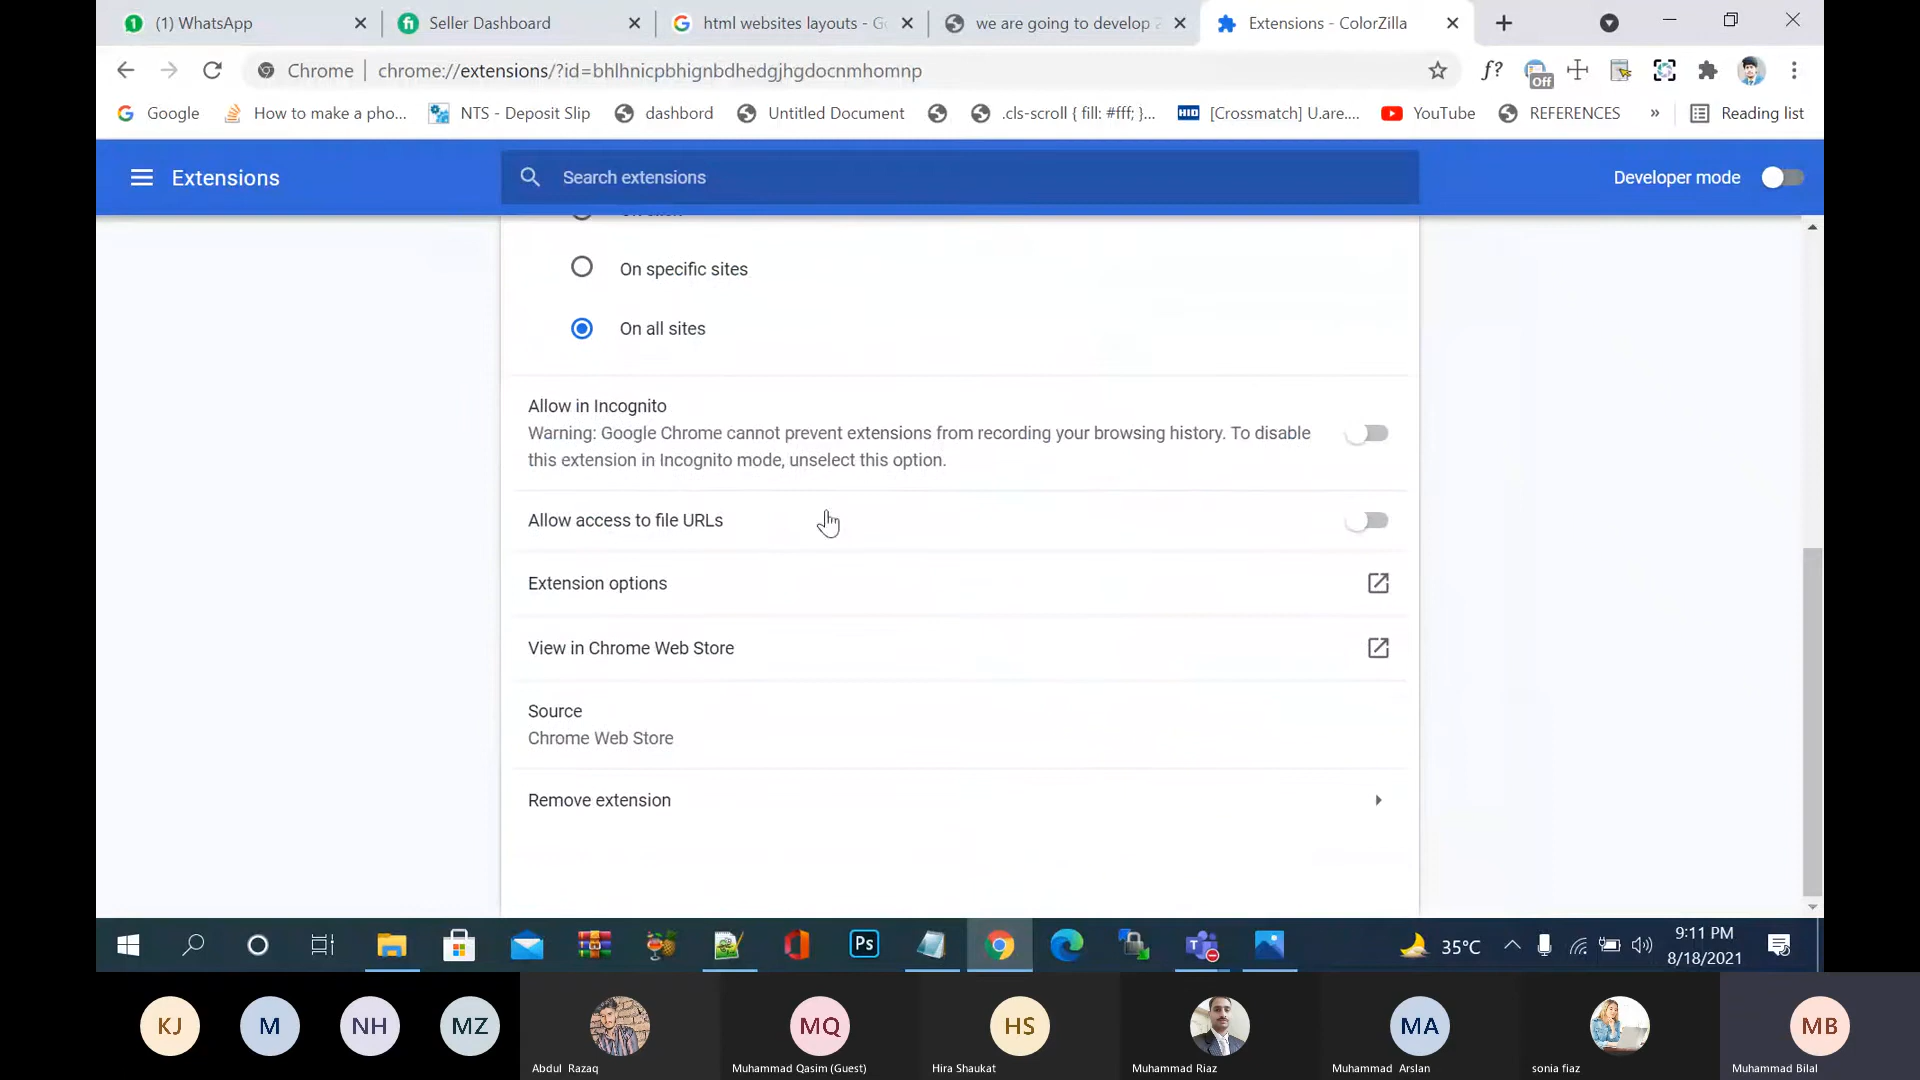 (1) WhatsApp
Seller Dashboard
html websites layouts - G
we are going to develop
Extensions - ColorZilla
Chrome
chrome://extensions/?id=bhlhnicpbhignbdhedgjhgdocnmhomnp
f?
Off
Google
How to make a pho...
NTS - Deposit Slip
dashbord
Untitled Document
.cls-scroll { fill: #fff; }...
HID
[Crossmatch] U.are....
YouTube
REFERENCES
»
Reading list
Extensions
Search extensions
Developer mode
On specific sites
On all sites
Allow in Incognito
Warning: Google Chrome cannot prevent extensions from recording your browsing history. To disable
this extension in Incognito mode, unselect this option.
Allow access to file URLs
Extension options
View in Chrome Web Store
Source
Chrome Web Store
Remove extension
Ps
35°C
9:11 PM
8/18/2021
KJ
M
NH
MZ
MQ
HS
MA
MB
Abdul Razaq
Muhammad Qasim (Guest)
Hira Shaukat
Muhammad Riaz
Muhammad Arslan
sonia fiaz
Muhammad Bilal